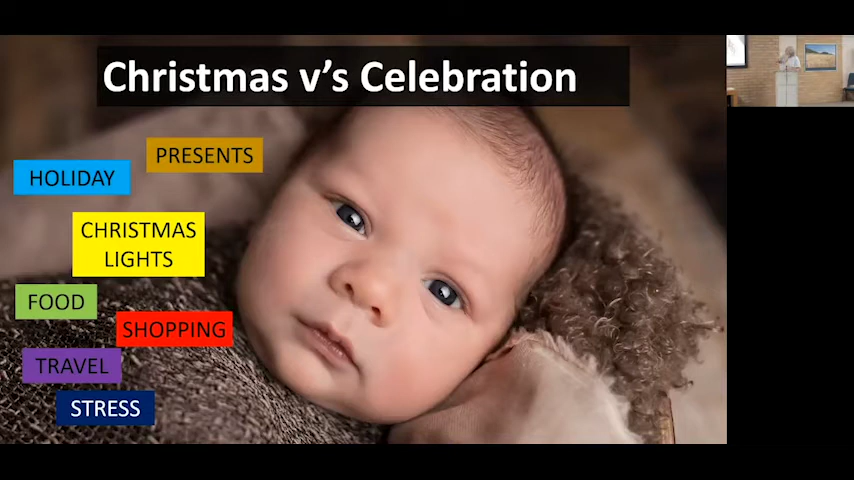 Christmas v's Celebration
PRESENTS
HOLIDAY
CHRISTMAS
LIGHTS
FOOD
SHOPPING
TRAVEL
STRESS